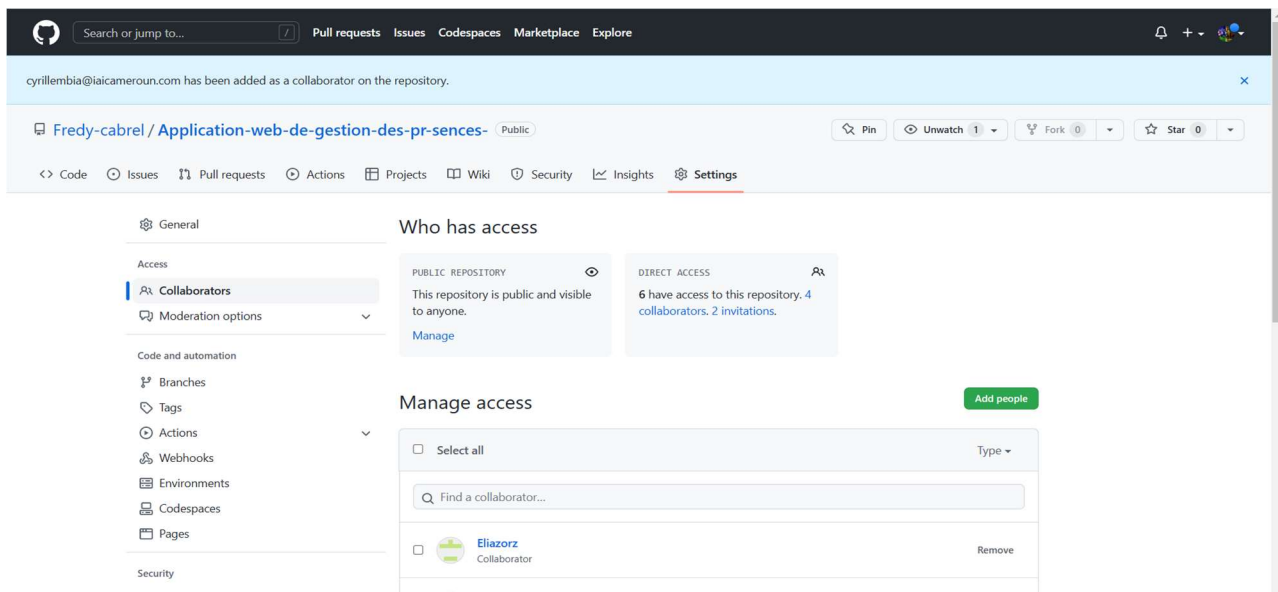 Search or jump to... /
Pull requests Issues Codespaces Marketplace Explore
cyrillembia@iaicameroun.com has been added as a collaborator on the repository.
Fredy-cabrel / Application-web-de-gestion-des-pr-sences- Public
Pin Unwatch 1 Fork 0 Star 0
Code Issues Pull requests Actions Projects Wiki Security Insights Settings
General
Access
Collaborators
Moderation options
Code and automation
Branches
Tags
Actions
Webhooks
Environments
Codespaces
Pages
Security
Who has access
PUBLIC REPOSITORY
This repository is public and visible
to anyone.
Manage
DIRECT ACCESS
6 have access to this repository. 4
collaborators. 2 invitations.
Manage access
Add people
Select all
Type
Find a collaborator...
Eliazorz
Collaborator
Remove